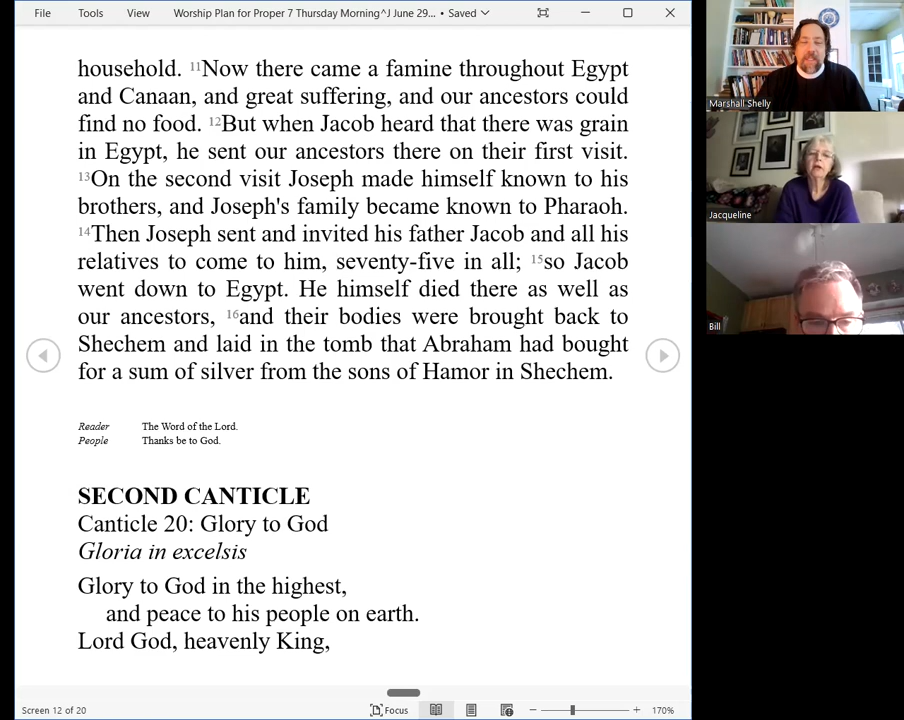 File Tools View Worship Plan for Proper 7 Thursday Morning^J June 29... • Saved
household. 11Now there came a famine throughout Egypt
and Canaan, and great suffering, and our ancestors could
find no food. 12But when Jacob heard that there was grain
in Egypt, he sent our ancestors there on their first visit.
13On the second visit Joseph made himself known to his
brothers, and Joseph's family became known to Pharaoh.
14Then Joseph sent and invited his father Jacob and all his
relatives to come to him, seventy-five in all; 15so Jacob
went down to Egypt. He himself died there as well as
our ancestors, 16and their bodies were brought back to
Shechem and laid in the tomb that Abraham had bought
for a sum of silver from the sons of Hamor in Shechem.
Reader The Word of the Lord.
People Thanks be to God.
SECOND CANTICLE
Canticle 20: Glory to God
Gloria in excelsis
Glory to God in the highest,
and peace to his people on earth.
Lord God, heavenly King,
Screen 12 of 20 Focus 170%
Marshall Shelly
Jacqueline
Bill